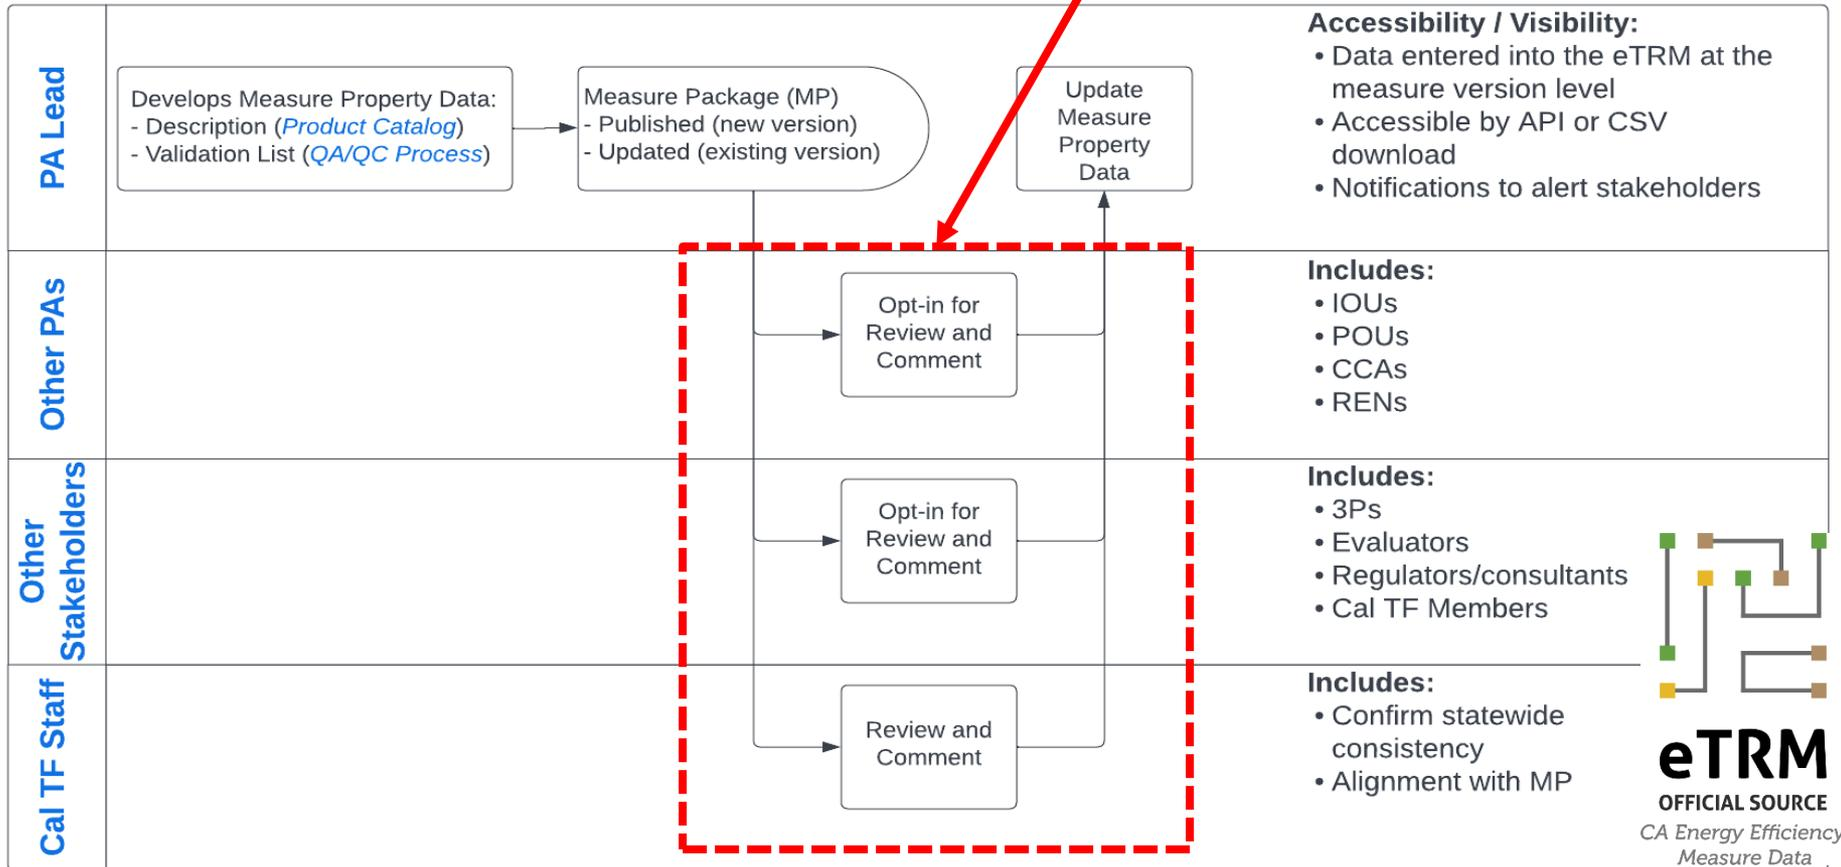 PA Lead
Develops Measure Property Data:
- Description (Product Catalog)
- Validation List (QA/QC Process)
Measure Package (MP)
- Published (new version)
- Updated (existing version)
Update
Measure
Property
Data
Accessibility / Visibility:
• Data entered into the eTRM at the
measure version level
• Accessible by API or CSV
download
• Notifications to alert stakeholders
Other PAs
Opt-in for
Review and
Comment
Includes:
• IOUs
• POUs
• CCAs
• RENs
Other
Stakeholders
Opt-in for
Review and
Comment
Includes:
• 3Ps
• Evaluators
• Regulators/consultants
• Cal TF Members
Cal TF Staff
Review and
Comment
Includes:
• Confirm statewide
consistency
• Alignment with MP
eTRM
OFFICIAL SOURCE
CA Energy Efficiency
Measure Data